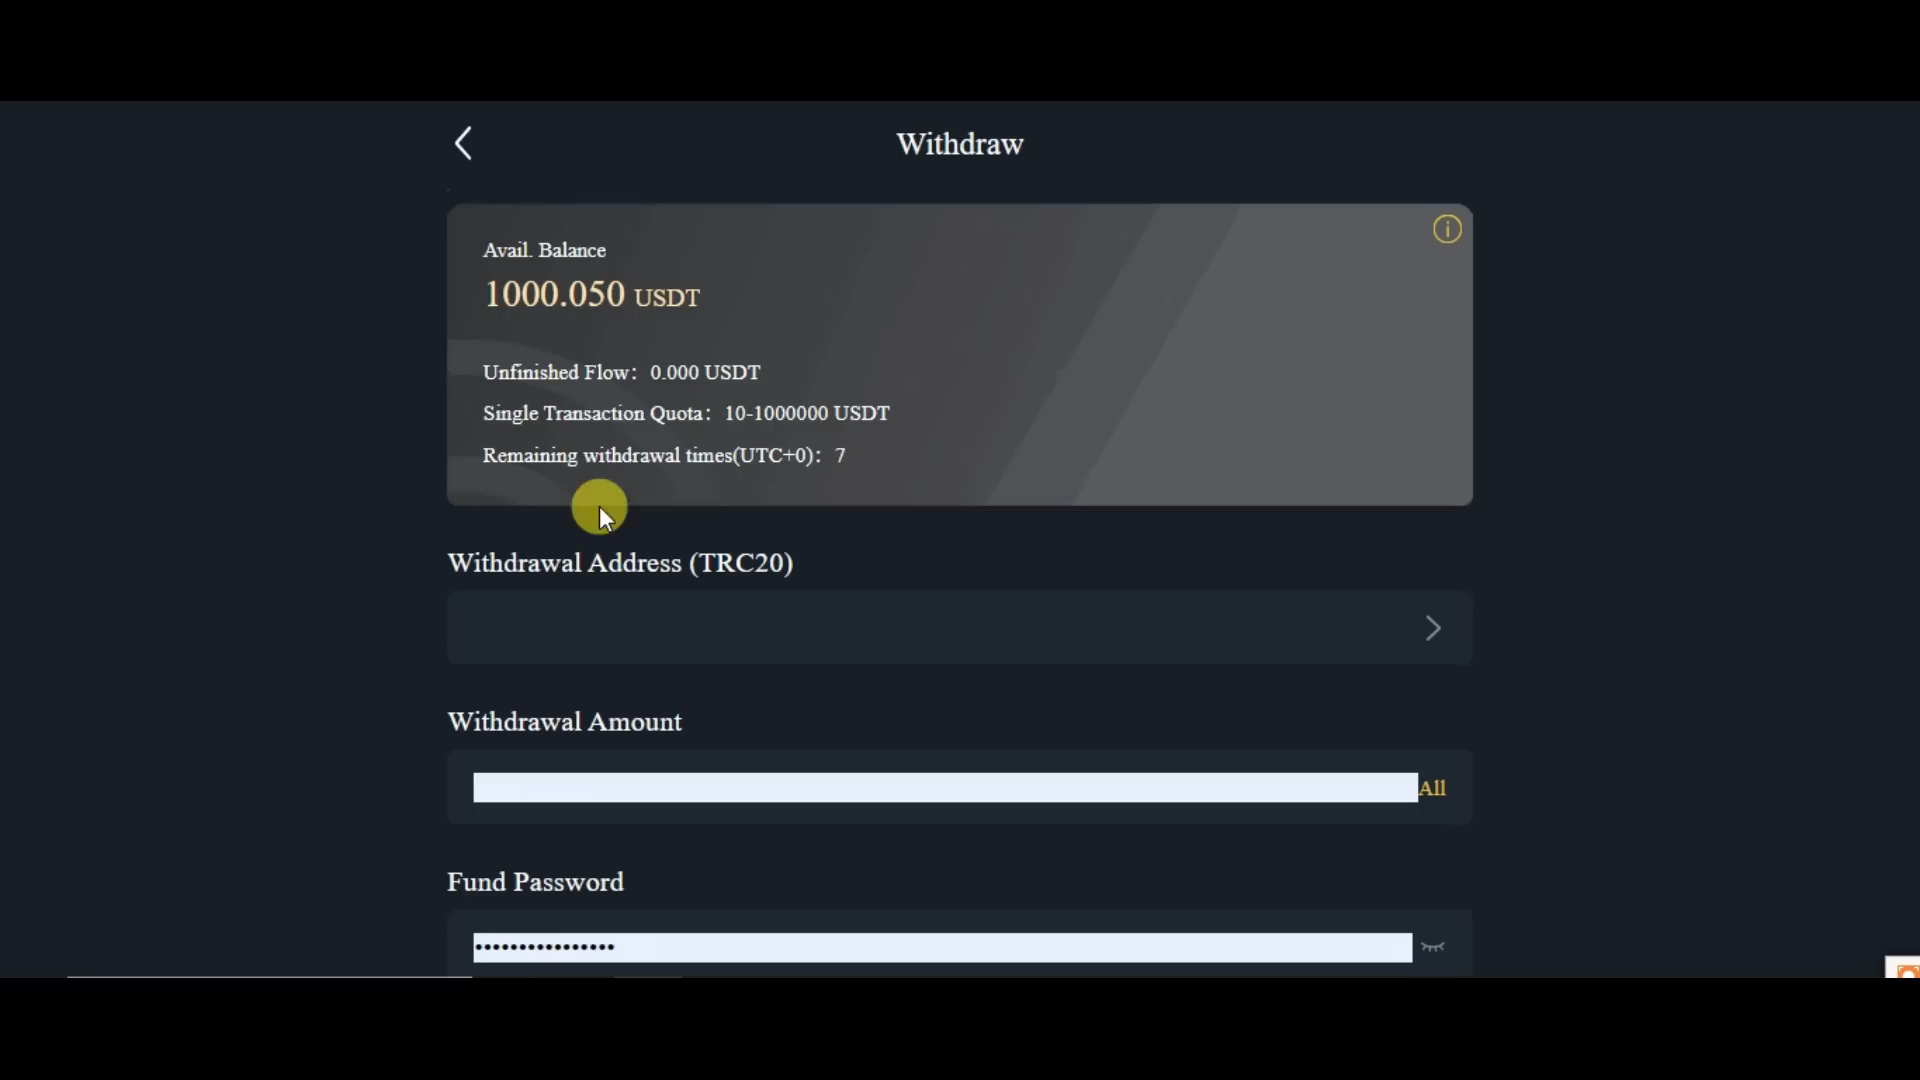 Withdraw
Avail. Balance
1000.050 USDT
Unfinished Flow： 0.000 USDT
Single Transaction Quota： 10-1000000 USDT
Remaining withdrawal times(UTC+0)： 7
Withdrawal Address (TRC20)
Withdrawal Amount
All
Fund Password
••••••••••••••••